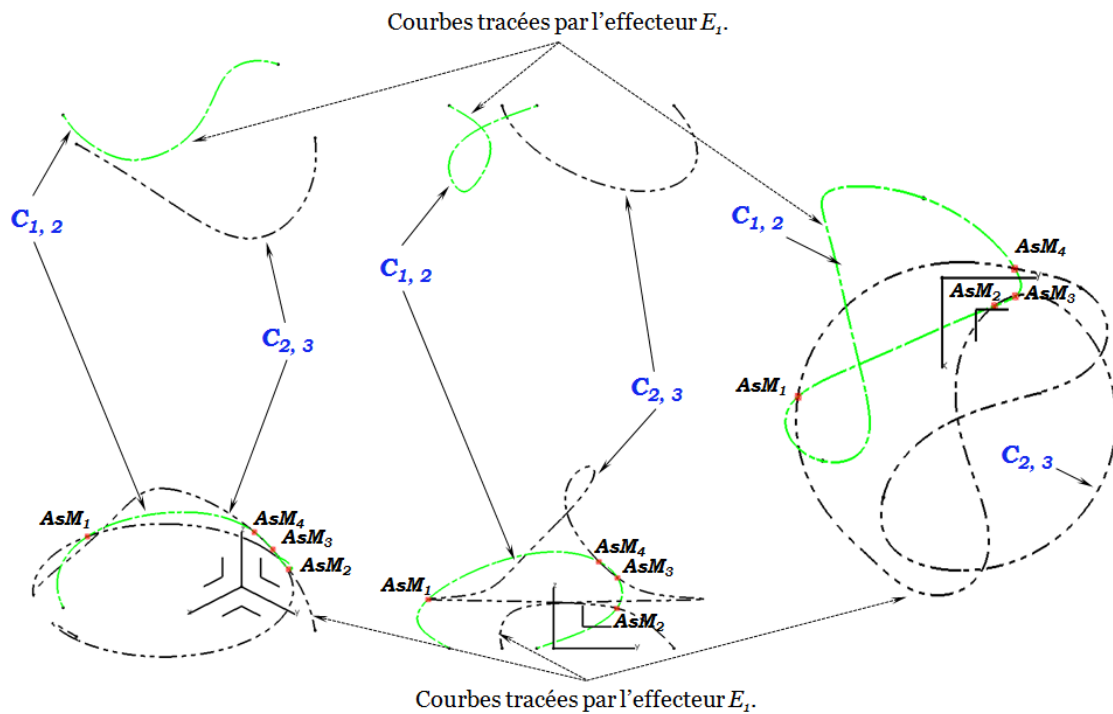 Courbes tracées par l'effecteur E₁.
C₁, ₂
C₂, ₃
AsM₁
AsM₄
AsM₃
AsM₂
C₁, ₂
C₂, ₃
AsM₁
AsM₄
AsM₃
AsM₂
Z
Y
C₁, ₂
AsM₄
AsM₂
AsM₃
Y
X
AsM₁
C₂, ₃
Courbes tracées par l'effecteur E₁.